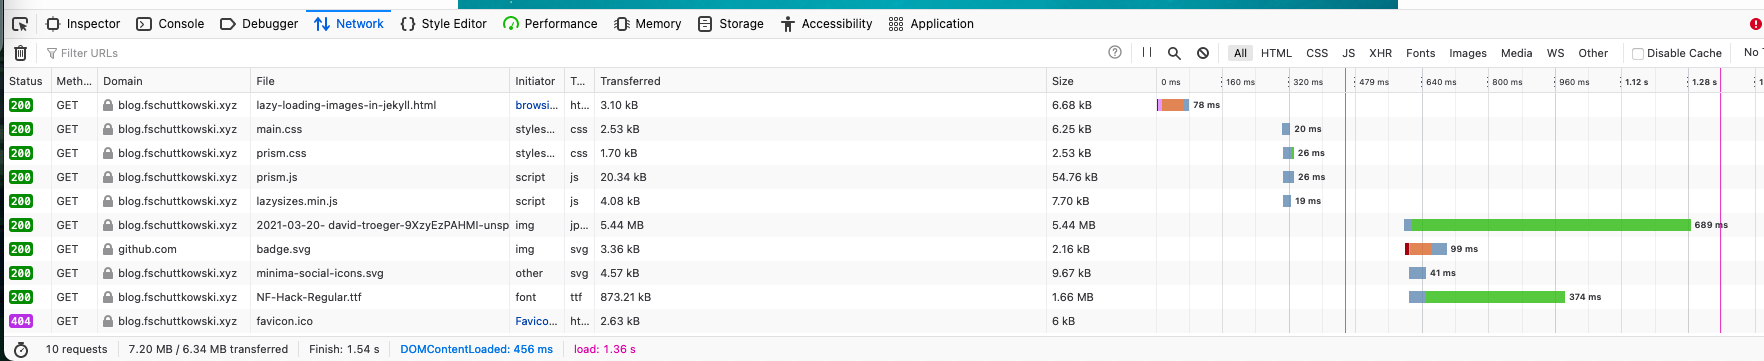 Inspector Console Debugger Network Style Editor Performance Memory Storage Accessibility Application
Filter URLs All HTML CSS JS XHR Fonts Images Media WS Other Disable Cache No
Status Meth... Domain File Initiator T... Transferred Size 0 ms 160 ms 320 ms 479 ms 640 ms 800 ms 960 ms 1.12 s 1.28 s
200 GET blog.fschuttkowski.xyz lazy-loading-images-in-jekyll.html browsi... ht... 3.10 kB 6.68 kB 78 ms
200 GET blog.fschuttkowski.xyz main.css styles... css 2.53 kB 6.25 kB 20 ms
200 GET blog.fschuttkowski.xyz prism.css styles... css 1.70 kB 2.53 kB 26 ms
200 GET blog.fschuttkowski.xyz prism.js script js 20.34 kB 54.76 kB 26 ms
200 GET blog.fschuttkowski.xyz lazysizes.min.js script js 4.08 kB 7.70 kB 19 ms
200 GET blog.fschuttkowski.xyz 2021-03-20- david-troeger-9XzyEzPAHMI-unsp img jp... 5.44 MB 5.44 MB 689 ms
200 GET github.com badge.svg img svg 3.36 kB 2.16 kB 99 ms
200 GET blog.fschuttkowski.xyz minima-social-icons.svg other svg 4.57 kB 9.67 kB 41 ms
200 GET blog.fschuttkowski.xyz NF-Hack-Regular.ttf font ttf 873.21 kB 1.66 MB 374 ms
404 GET blog.fschuttkowski.xyz favicon.ico Favico... ht... 2.63 kB 6 kB
10 requests 7.20 MB / 6.34 MB transferred Finish: 1.54 s DOMContentLoaded: 456 ms load: 1.36 s